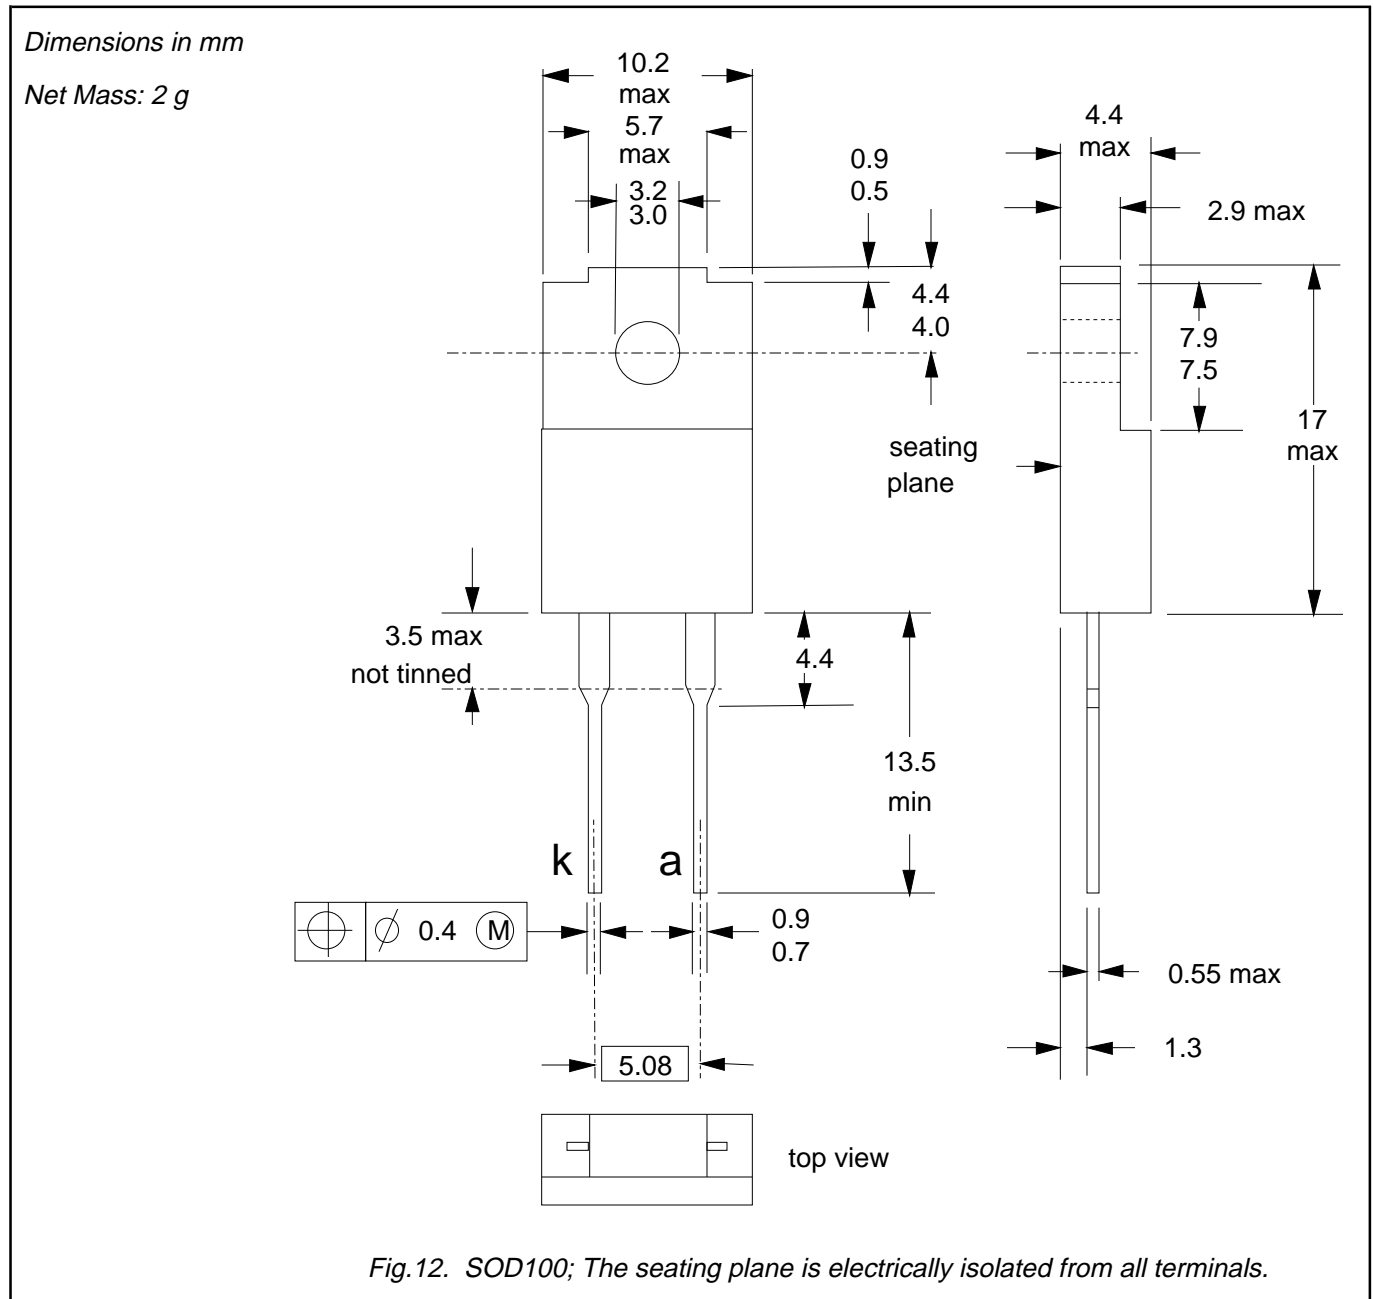 Dimensions in mm
Net Mass: 2 g
10.2
max
5.7
max
3.2
3.0
0.9
0.5
4.4
4.0
4.4
max
2.9 max
7.9
7.5
17
max
seating
plane
3.5 max
not tinned
4.4
13.5
min
k a
0.4 M
0.9
0.7
0.55 max
1.3
5.08
top view
Fig.12. SOD100; The seating plane is electrically isolated from all terminals.